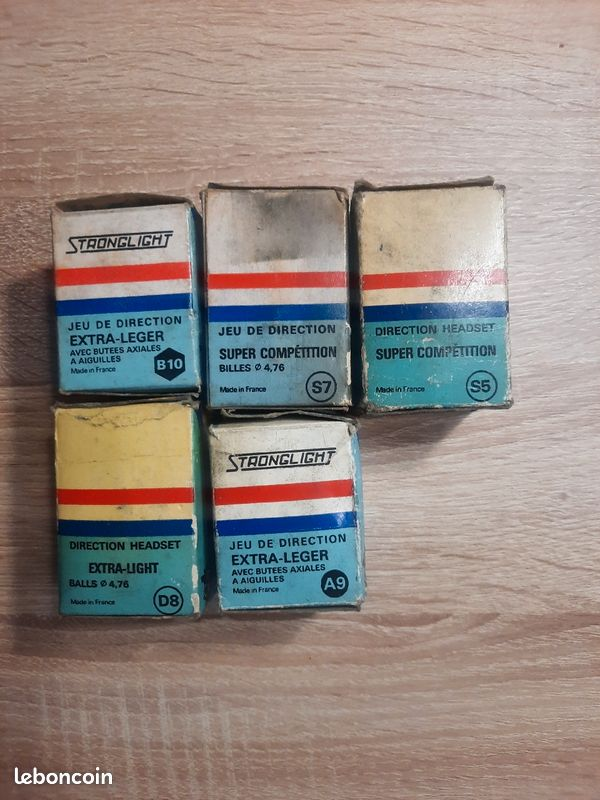 STRONGLIGHT
JEU DE DIRECTION
EXTRA-LEGER
AVEC BUTEES AXIALES
A AIGUILLES
B10
Made in France
JEU DE DIRECTION
SUPER COMPÉTITION
BILLES ø 4,76
Made in France
S7
DIRECTION HEADSET
SUPER COMPÉTITION
Made in France
S5
DIRECTION HEADSET
EXTRA-LIGHT
BALLS ø 4,76
Made in France
D8
STRONGLIGHT
JEU DE DIRECTION
EXTRA-LEGER
AVEC BUTEES AXIALES
A AIGUILLES
Made in France
A9
leboncoin